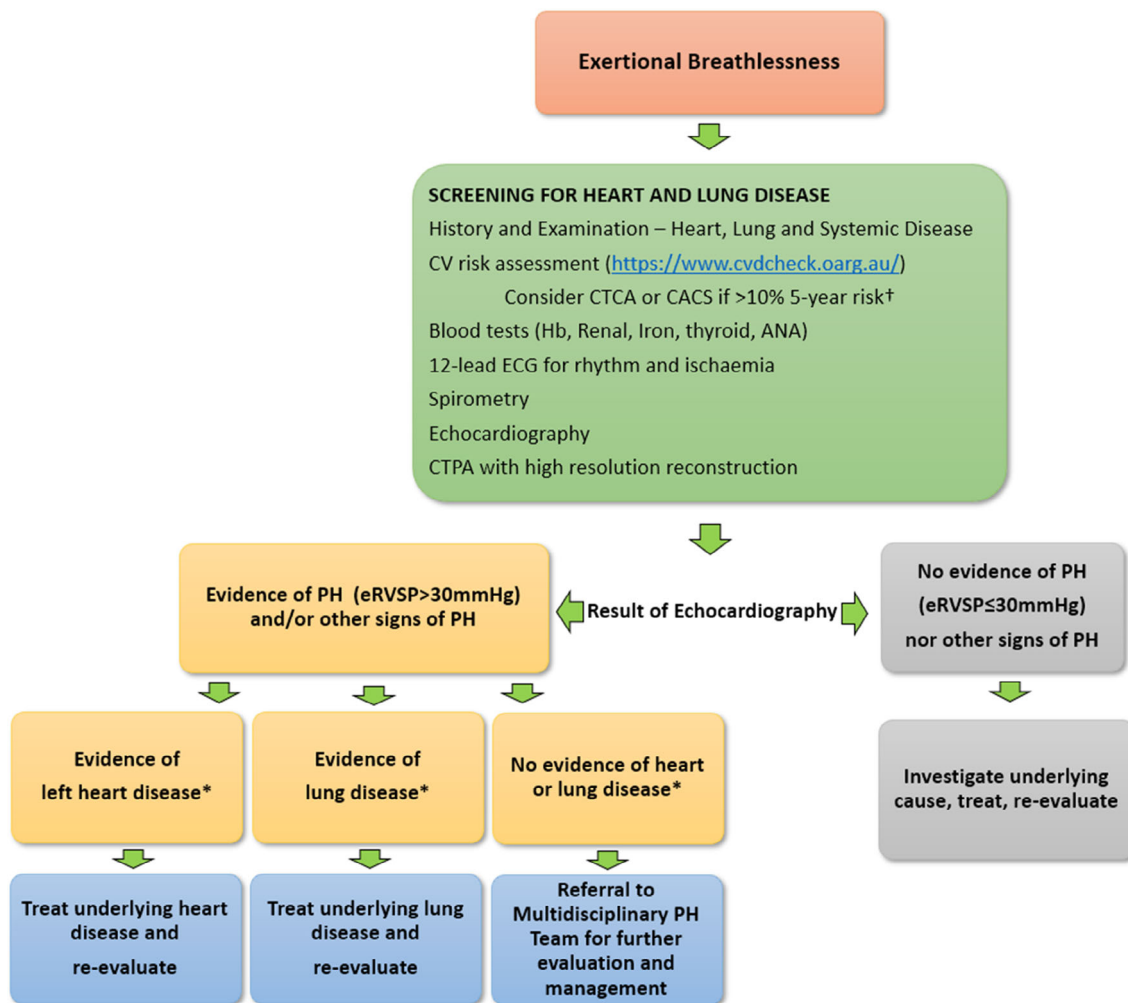 Exertional Breathlessness
SCREENING FOR HEART AND LUNG DISEASE
History and Examination – Heart, Lung and Systemic Disease
CV risk assessment (https://www.cvdcheck.oarg.au/)
Consider CTCA or CACS if >10% 5-year risk†
Blood tests (Hb, Renal, Iron, thyroid, ANA)
12-lead ECG for rhythm and ischaemia
Spirometry
Echocardiography
CTPA with high resolution reconstruction
Evidence of PH (eRVSP>30mmHg)
and/or other signs of PH
Result of Echocardiography
No evidence of PH
(eRVSP≤30mmHg)
nor other signs of PH
Evidence of
left heart disease*
Evidence of
lung disease*
No evidence of heart
or lung disease*
Investigate underlying
cause, treat, re-evaluate
Treat underlying heart
disease and
re-evaluate
Treat underlying lung
disease and
re-evaluate
Referral to
Multidisciplinary PH
Team for further
evaluation and
management